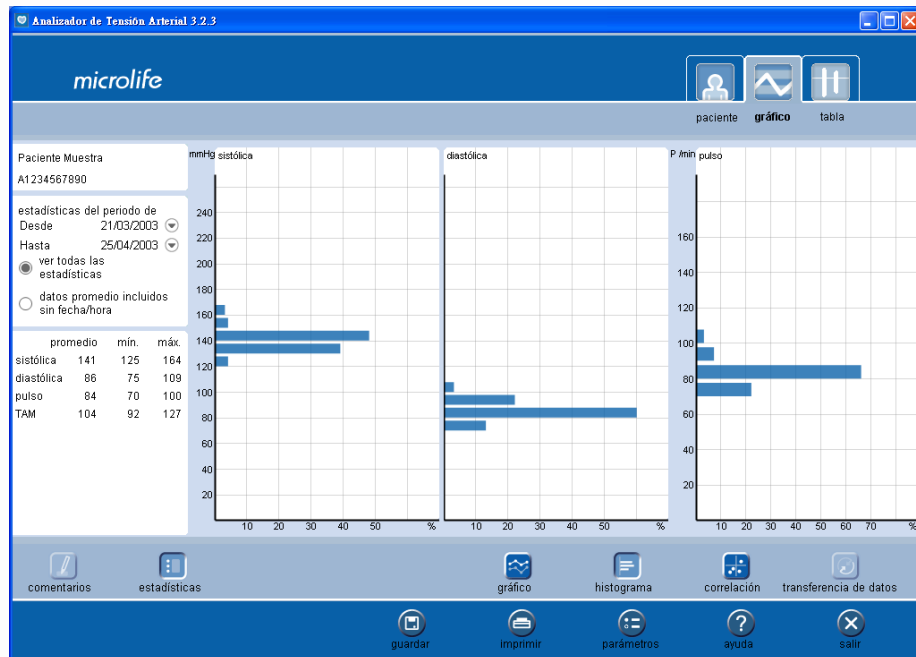 Analizador de Tensión Arterial 3.2.3
microlife
paciente gráfico tabla
Paciente Muestra
A1234567890
estadísticas del periodo de
Desde 21/03/2003
Hasta 25/04/2003
ver todas las
estadísticas
datos promedio incluidos
sin fecha/hora
promedio mín. máx.
sistólica 141 125 164
diastólica 86 75 109
pulso 84 70 100
TAM 104 92 127
mmHg sistólica
240
220
200
180
160
140
120
100
80
60
40
20
10 20 30 40 50 %
diastólica
10 20 30 40 50 %
P /min pulso
160
140
120
100
80
60
40
20
10 20 30 40 50 60 70 %
comentarios estadísticas gráfico histograma correlación transferencia de datos
guardar imprimir parámetros ayuda salir